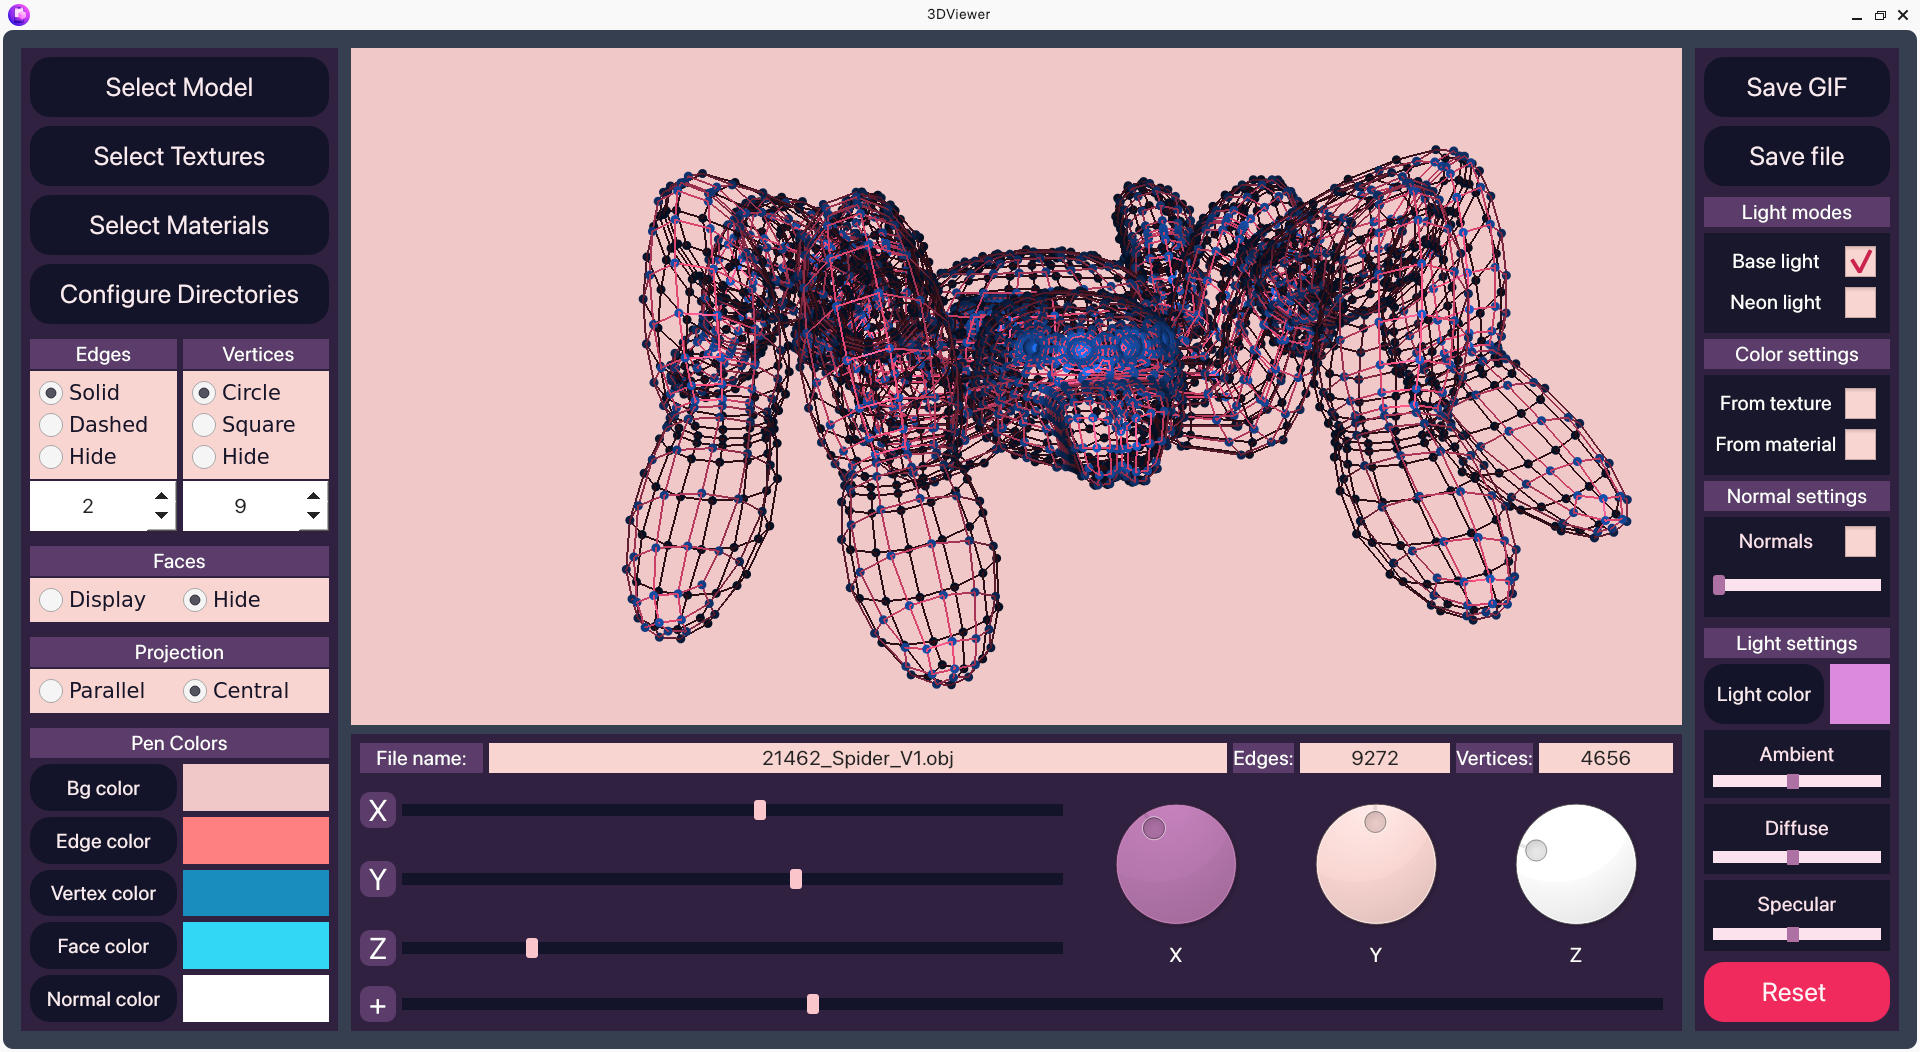 3DViewer
Select Model
Select Textures
Select Materials
Configure Directories
Edges
Vertices
Solid
Circle
Dashed
Square
Hide
Hide
2
9
Faces
Display
Hide
Projection
Parallel
Central
Pen Colors
Bg color
Edge color
Vertex color
Face color
Normal color
File name:
21462_Spider_V1.obj
Edges:
9272
Vertices:
4656
X
Y
Z
+
X
Y
Z
Save GIF
Save file
Light modes
Base light
Neon light
Color settings
From texture
From material
Normal settings
Normals
Light settings
Light color
Ambient
Diffuse
Specular
Reset